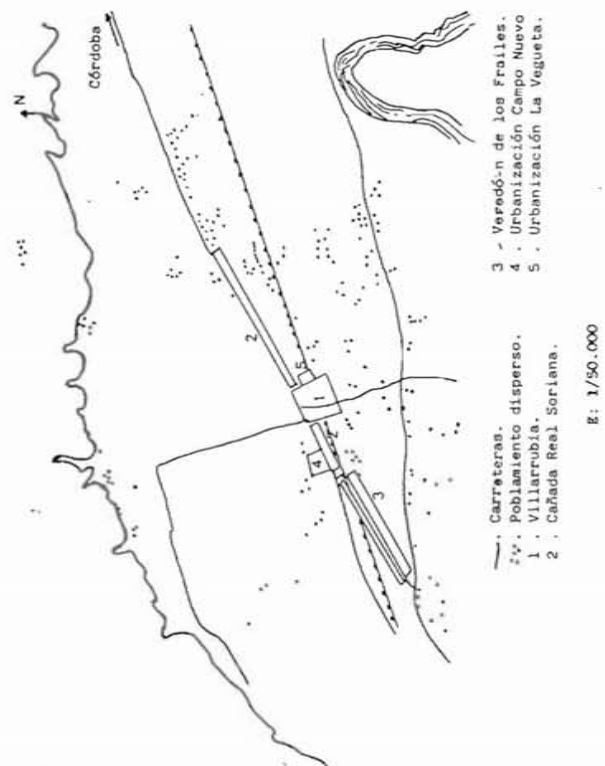 N
Córdoba
2
5
1
4
2
3
—. Carreteras.
Poblamiento disperso.
1 . Villarrubia.
2 . Cañada Real Soriana.
3 - Veredó-n de los Frailes.
4 . Urbanización Campo Nuevo
5 . Urbanización La Vegueta.
E: 1/50.000